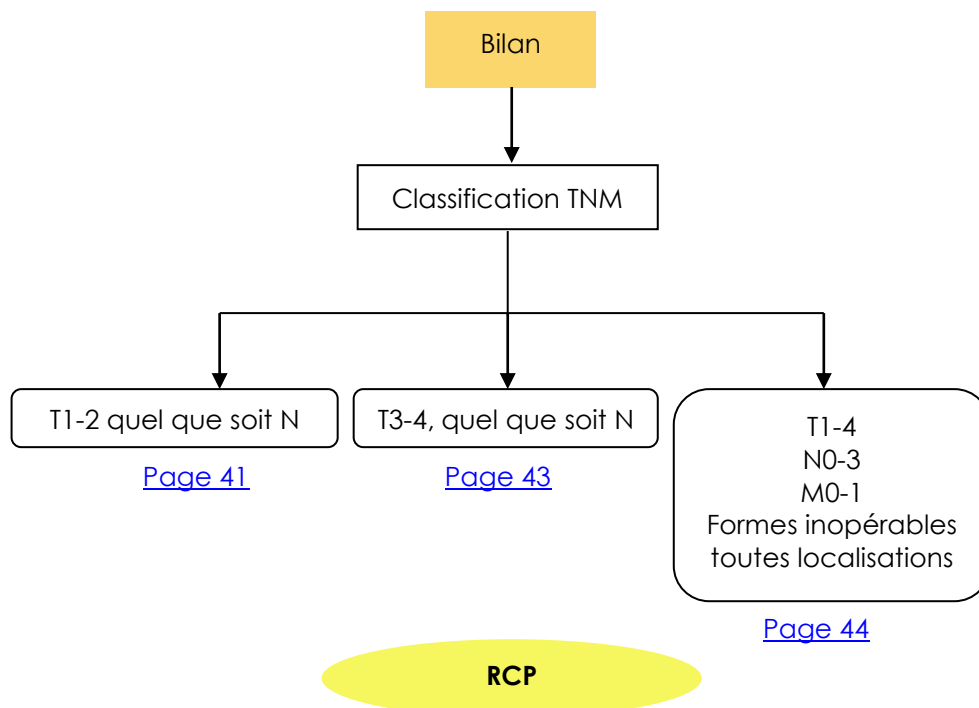 Bilan
Classification TNM
T1-2 quel que soit N
T3-4, quel que soit N
T1-4
N0-3
M0-1
Formes inopérables
toutes localisations
Page 41
Page 43
Page 44
RCP